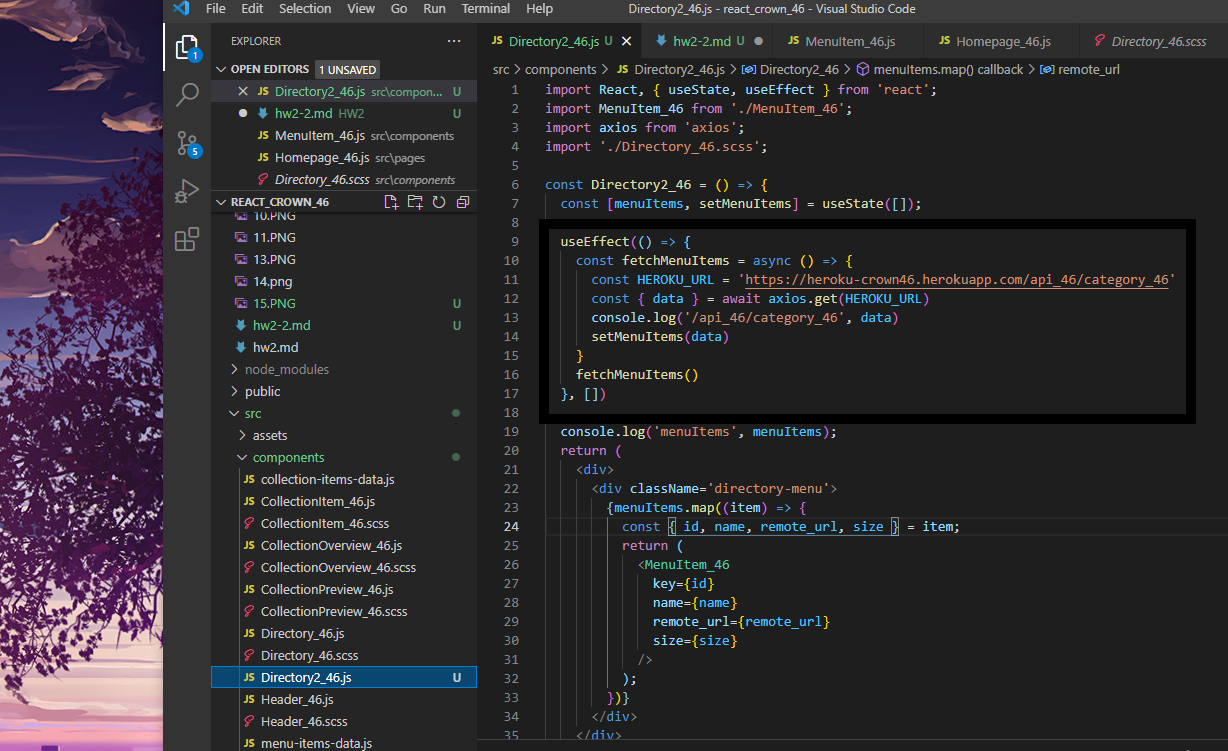 File Edit Selection View Go Run Terminal Help Directory2_46.js - react_crown_46 - Visual Studio Code
EXPLORER ...
JS Directory2_46.js U hw2-2.md U JS MenuItem_46.js JS Homepage_46.js Directory_46.scss
OPEN EDITORS 1 UNSAVED
src > components > JS Directory2_46.js > Directory2_46 > menuItems.map() callback > remote_url
JS Directory2_46.js src\compon... U
hw2-2.md HW2 U
JS MenuItem_46.js src\components
JS Homepage_46.js src\pages
Directory_46.scss src\components
REACT_CROWN_46
10.PNG
11.PNG
13.PNG
14.png
15.PNG U
hw2-2.md U
hw2.md
node_modules
public
src
assets
components
JS collection-items-data.js
JS CollectionItem_46.js
CollectionItem_46.scss
JS CollectionOverview_46.js
CollectionOverview_46.scss
JS CollectionPreview_46.js
CollectionPreview_46.scss
JS Directory_46.js
Directory_46.scss
JS Directory2_46.js U
JS Header_46.js
Header_46.scss
JS menu-items-data.js
1
5
1 import React, { useState, useEffect } from 'react';
2 import MenuItem_46 from './MenuItem_46';
3 import axios from 'axios';
4 import './Directory_46.scss';
5
6 const Directory2_46 = () => {
7 const [menuItems, setMenuItems] = useState([]);
8
9 useEffect(() => {
10 const fetchMenuItems = async () => {
11 const HEROKU_URL = 'https://heroku-crown46.herokuapp.com/api_46/category_46'
12 const { data } = await axios.get(HEROKU_URL)
13 console.log('/api_46/category_46', data)
14 setMenuItems(data)
15 }
16 fetchMenuItems()
17 }, [])
18
19 console.log('menuItems', menuItems);
20 return (
21 <div>
22 <div className='directory-menu'>
23 {menuItems.map((item) => {
24 const { id, name, remote_url, size } = item;
25 return (
26 <MenuItem_46
27 key={id}
28 name={name}
29 remote_url={remote_url}
30 size={size}
31 />
32 );
33 })}
34 </div>
35 </div>